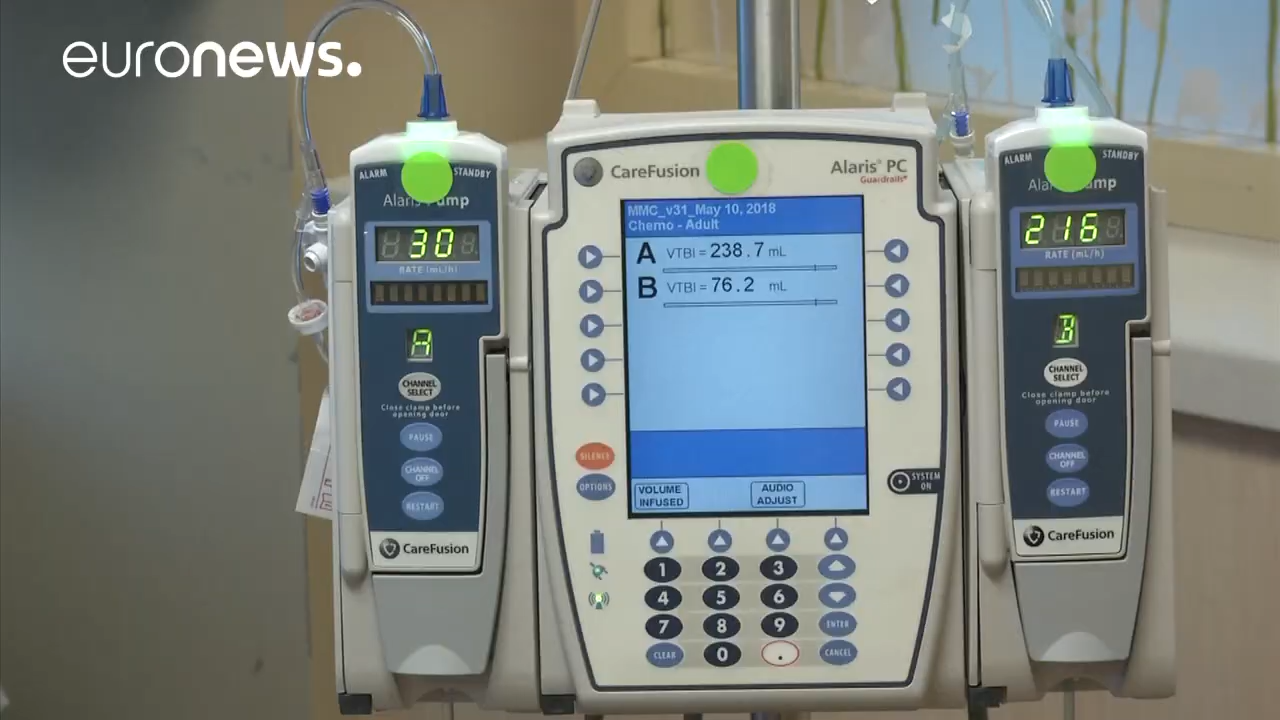 euronews.
ALARM
STANDBY
Alaris Pump
30
RATE (mL/h)
A
CHANNEL
SELECT
Close clamp before
opening door
PAUSE
CHANNEL
OFF
RESTART
CareFusion
CareFusion
Alaris® PC
Guardrails®
MMC_v31_May 10, 2018
Chemo - Adult
A VTBI = 238.7 mL
B VTBI = 76.2 mL
VOLUME
INFUSED
AUDIO
ADJUST
SILENCE
OPTIONS
SYSTEM
ON
1 2 3
4 5 6
7 8 9 ENTER
CLEAR 0 . CANCEL
ALARM
STANDBY
216
RATE (mL/h)
B
CHANNEL
SELECT
Close clamp before
opening door
PAUSE
CHANNEL
OFF
RESTART
CareFusion